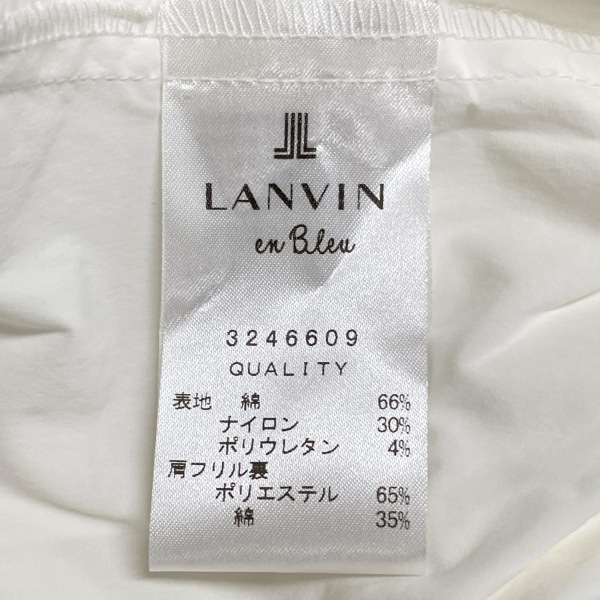 LANVIN
en Bleu
3246609
QUALITY
表地 綿 66%
ナイロン 30%
ポリウレタン 4%
肩フリル裏
ポリエステル 65%
綿 35%